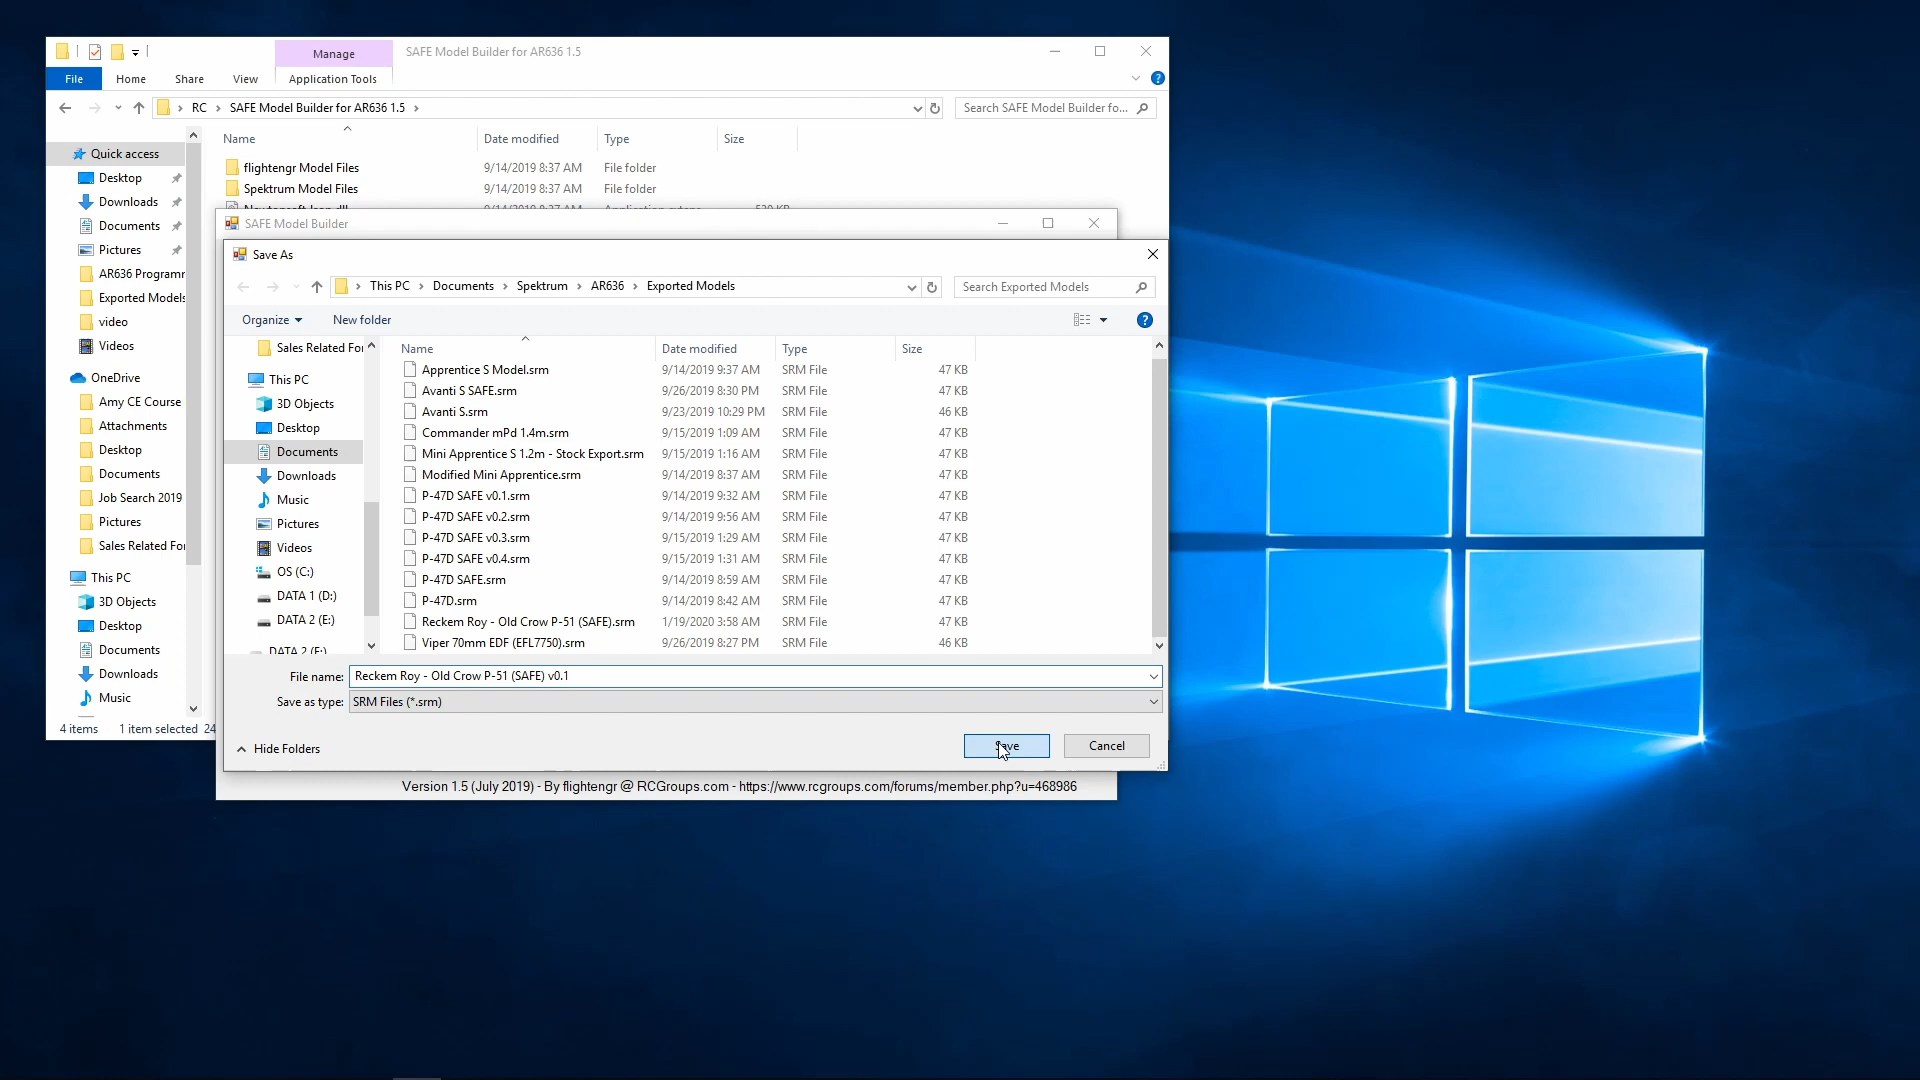 Manage
SAFE Model Builder for AR636 1.5
File
Home
Share
View
Application Tools
RC
SAFE Model Builder for AR636 1.5
Search SAFE Model Builder fo...
Name
Date modified
Type
Size
Quick access
Desktop
Downloads
Documents
Pictures
AR636 Programm
Exported Models
video
Videos
OneDrive
Amy CE Course
Attachments
Desktop
Documents
Job Search 2019
Pictures
Sales Related For
This PC
3D Objects
Desktop
Documents
Downloads
Music
flightengr Model Files 9/14/2019 8:37 AM File folder
Spektrum Model Files 9/14/2019 8:37 AM File folder
4 items 1 item selected 24
SAFE Model Builder
Save As
This PC
Documents
Spektrum
AR636
Exported Models
Search Exported Models
Organize
New folder
Sales Related For
This PC
3D Objects
Desktop
Documents
Downloads
Music
Pictures
Videos
OS (C:)
DATA 1 (D:)
DATA 2 (E:)
DATA 2 (E:)
Name Date modified Type Size
Apprentice S Model.srm 9/14/2019 9:37 AM SRM File 47 KB
Avanti S SAFE.srm 9/26/2019 8:30 PM SRM File 47 KB
Avanti S.srm 9/23/2019 10:29 PM SRM File 46 KB
Commander mPd 1.4m.srm 9/15/2019 1:09 AM SRM File 47 KB
Mini Apprentice S 1.2m - Stock Export.srm 9/15/2019 1:16 AM SRM File 47 KB
Modified Mini Apprentice.srm 9/14/2019 8:37 AM SRM File 47 KB
P-47D SAFE v0.1.srm 9/14/2019 9:32 AM SRM File 47 KB
P-47D SAFE v0.2.srm 9/14/2019 9:56 AM SRM File 47 KB
P-47D SAFE v0.3.srm 9/15/2019 1:29 AM SRM File 47 KB
P-47D SAFE v0.4.srm 9/15/2019 1:31 AM SRM File 47 KB
P-47D SAFE.srm 9/14/2019 8:59 AM SRM File 47 KB
P-47D.srm 9/14/2019 8:42 AM SRM File 47 KB
Reckem Roy - Old Crow P-51 (SAFE).srm 1/19/2020 3:58 AM SRM File 47 KB
Viper 70mm EDF (EFL7750).srm 9/26/2019 8:27 PM SRM File 46 KB
File name: Reckem Roy - Old Crow P-51 (SAFE) v0.1
Save as type: SRM Files (*.srm)
Hide Folders
Save
Cancel
Version 1.5 (July 2019) - By flightengr @ RCGroups.com - https://www.rcgroups.com/forums/member.php?u=468986